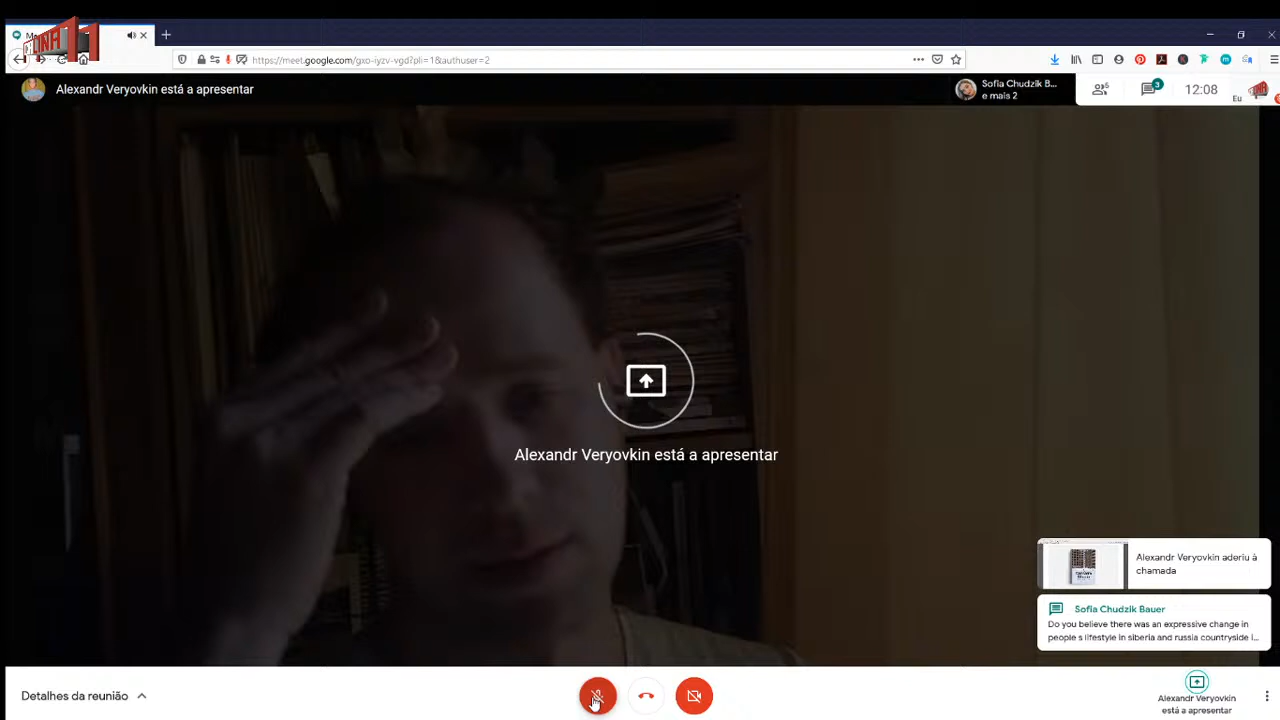 https://meet.google.com/gxo-iyzv-vgd?pli=1&authuser=2
Alexandr Veryovkin está a apresentar
Sofia Chudzik B...
e mais 2
3
12:08
Eu
Alexandr Veryovkin está a apresentar
Alexandr Veryovkin aderiu à
chamada
Sofia Chudzik Bauer
Do you believe there was an expressive change in
people s lifestyle in siberia and russia countryside l...
Detalhes da reunião
Alexandr Veryovkin
está a apresentar